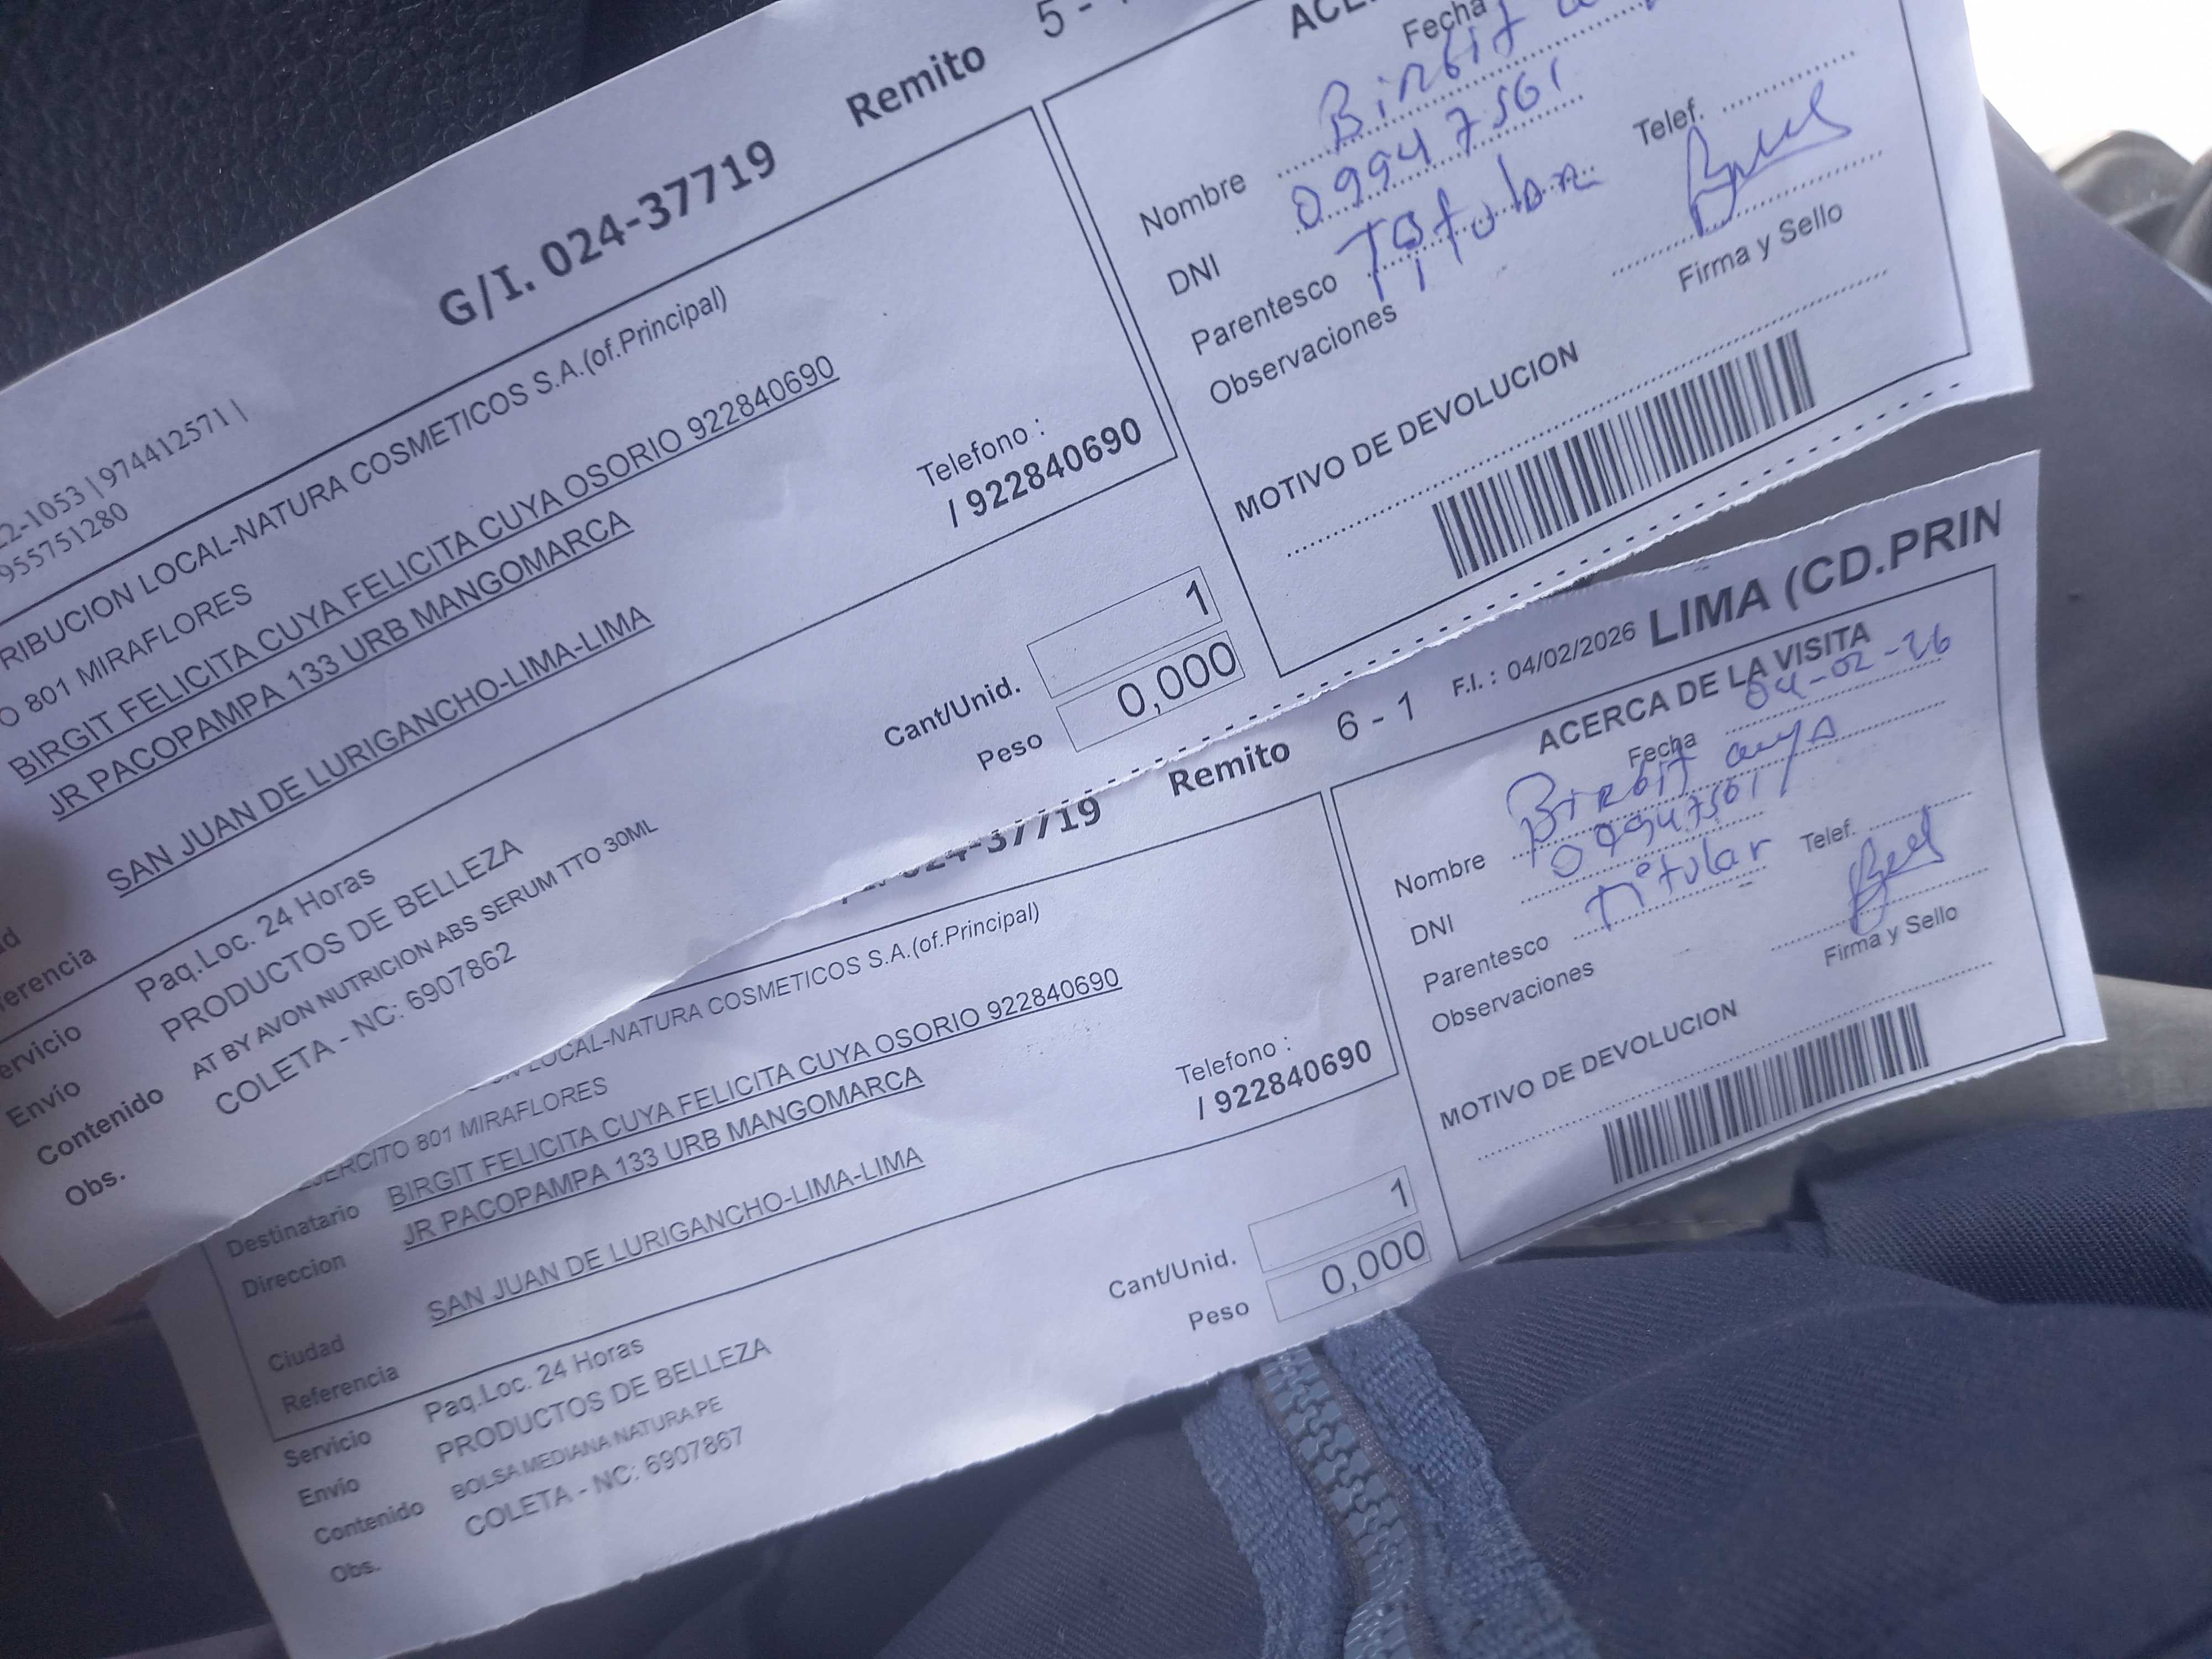 G/I. 024-37719 Remito 5 -
22-1053 | 974412571 |
955751280
RIBUCION LOCAL-NATURA COSMETICOS S.A.(of.Principal)
O 801 MIRAFLORES
BIRGIT FELICITA CUYA FELICITA CUYA OSORIO 922840690
JR PACOPAMPA 133 URB MANGOMARCA
Telefono :
/ 922840690
SAN JUAN DE LURIGANCHO-LIMA-LIMA
erencia
ervicio Paq.Loc. 24 Horas
Envío PRODUCTOS DE BELLEZA
Contenido AT BY AVON NUTRICION ABS SERUM TTO 30ML
Obs. COLETA - NC: 6907862
Cant/Unid. 1
Peso 0,000
Fecha
Nombre Birgit
DNI 09947561
Telef.
Parentesco Titular
Observaciones
Firma y Sello
MOTIVO DE DEVOLUCION
024-37719 Remito 6 - 1 F.I. : 04/02/2026 LIMA (CD.PRIN
LOCAL-NATURA COSMETICOS S.A.(of.Principal)
EJERCITO 801 MIRAFLORES
Destinatario BIRGIT FELICITA CUYA FELICITA CUYA OSORIO 922840690
Direccion JR PACOPAMPA 133 URB MANGOMARCA
Telefono :
/ 922840690
Ciudad SAN JUAN DE LURIGANCHO-LIMA-LIMA
Referencia
Servicio Paq.Loc. 24 Horas
Envío PRODUCTOS DE BELLEZA
Contenido BOLSA MEDIANA NATURA PE
Obs. COLETA - NC: 6907867
Cant/Unid. 1
Peso 0,000
ACERCA DE LA VISITA
Fecha 04-02-26
Nombre Birgit cuya
DNI 09947561
Telef.
Parentesco Titular
Observaciones
Firma y Sello
MOTIVO DE DEVOLUCION